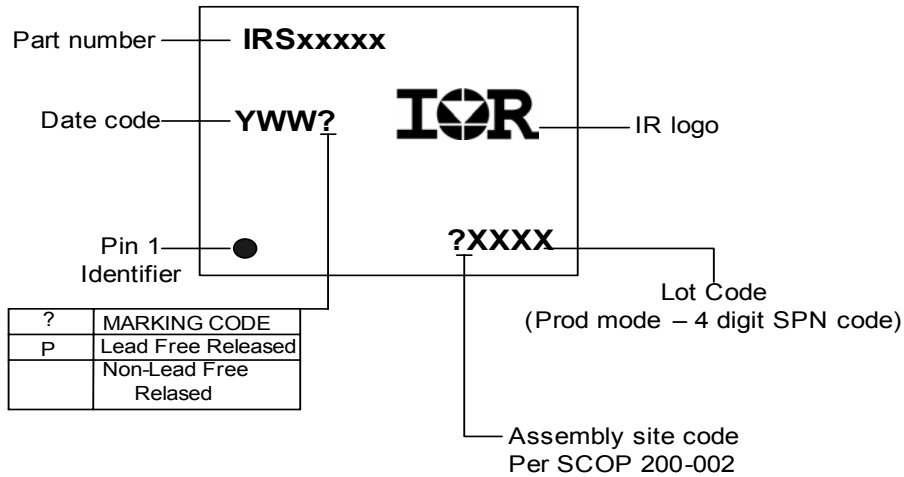 Part number
IRSxxxxx
Date code
YWW?
IOR
IR logo
Pin 1
Identifier
?XXXX
Lot Code
(Prod mode – 4 digit SPN code)
? MARKING CODE
P Lead Free Released
Non-Lead Free
Relased
Assembly site code
Per SCOP 200-002